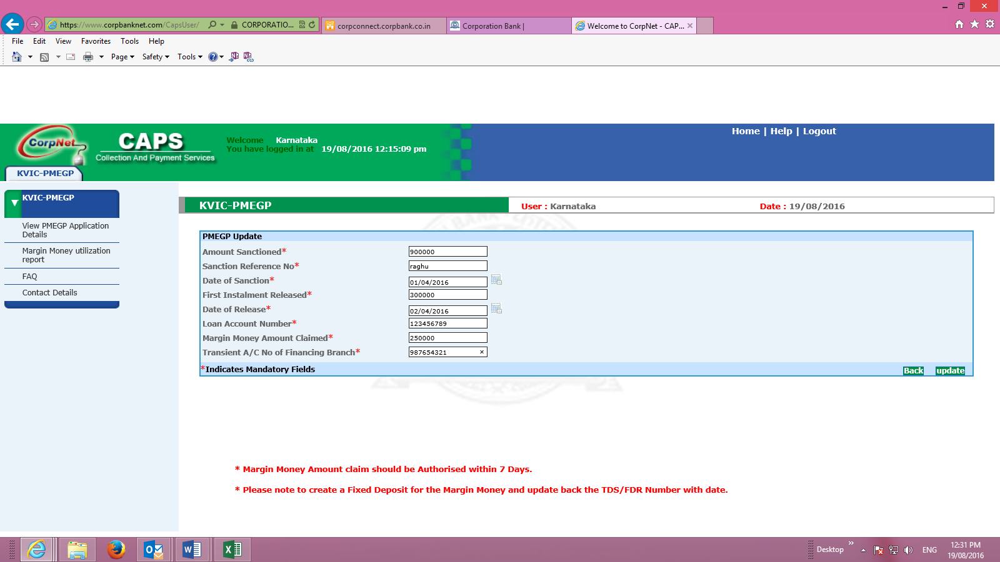 https://www.corpbanknet.com/CapsUser/ CORPORATIO... corpconnect.corpbank.co.in Corporation Bank | Welcome to CorpNet - CAP...
File Edit View Favorites Tools Help
Page Safety Tools
CorpNet
CAPS
Collection And Payment Services
Welcome Karnataka
You have logged in at 19/08/2016 12:15:09 pm
Home | Help | Logout
KVIC-PMEGP
KVIC-PMEGP
View PMEGP Application
Details
Margin Money utilization
report
FAQ
Contact Details
KVIC-PMEGP User : Karnataka Date : 19/08/2016
PMEGP Update
Amount Sanctioned* 900000
Sanction Reference No* raghu
Date of Sanction* 01/04/2016
First Instalment Released* 300000
Date of Release* 02/04/2016
Loan Account Number* 123456789
Margin Money Amount Claimed* 250000
Transient A/C No of Financing Branch* 987654321
*Indicates Mandatory Fields Back update
* Margin Money Amount claim should be Authorised within 7 Days.
* Please note to create a Fixed Deposit for the Margin Money and update back the TDS/FDR Number with date.
Desktop ENG 12:31 PM
19/08/2016